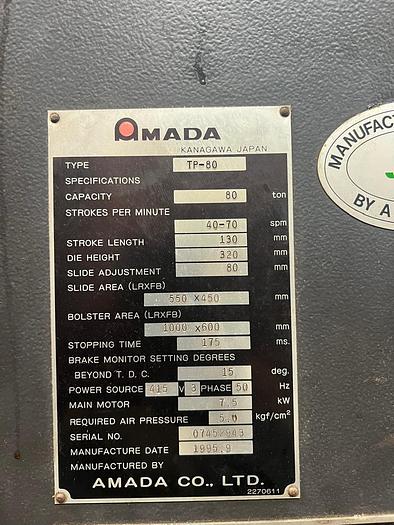 AMADA
KANAGAWA JAPAN
TYPE TP-80
SPECIFICATIONS
CAPACITY 80 ton
STROKES PER MINUTE
40-70 spm
STROKE LENGTH 130 mm
DIE HEIGHT 320 mm
SLIDE ADJUSTMENT 80 mm
SLIDE AREA (LRXFB)
550 X 450 mm
BOLSTER AREA (LRXFB)
1000 x 600 mm
STOPPING TIME 175 ms.
BRAKE MONITOR SETTING DEGREES
BEYOND T. D. C. 15 deg.
POWER SOURCE 415 V 3 PHASE 50 Hz
MAIN MOTOR 7.5 kW
REQUIRED AIR PRESSURE 5.0 kgf/cm²
SERIAL NO.
MANUFACTURE DATE 1995.9
MANUFACTURED BY
AMADA CO., LTD.
2270611
MANUFACT
BY A